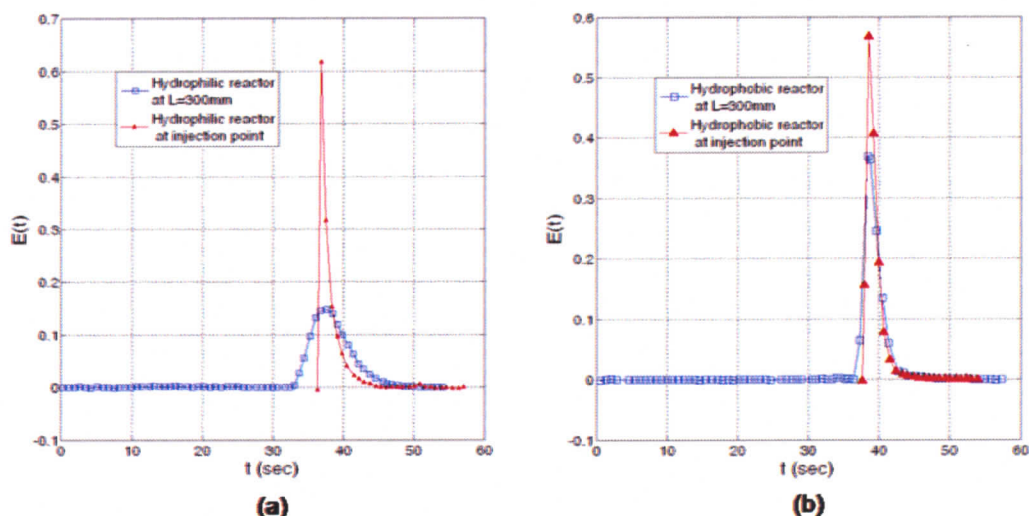 0.7
0.6
0.5
0.4
0.3
0.2
0.1
0
-0.1
E(t)
Hydrophilic reactor
at L=300mm
Hydrophilic reactor
at injection point
0 10 20 30 40 50 60
t (sec)
(a)
0.6
0.5
0.4
0.3
0.2
0.1
0
-0.1
E(t)
Hydrophobic reactor
at L=300mm
Hydrophobic reactor
at injection point
0 10 20 30 40 50 60
t (sec)
(b)